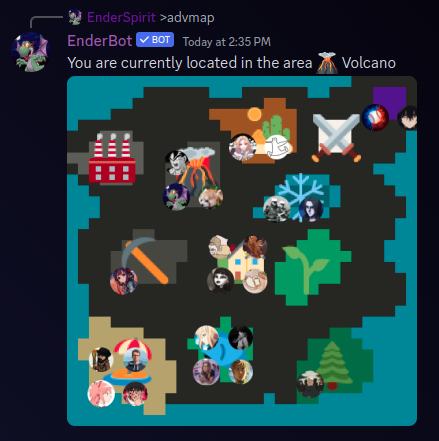 EnderSpirit >advmap
EnderBot ✓ BOT Today at 2:35 PM
You are currently located in the area 🌋 Volcano